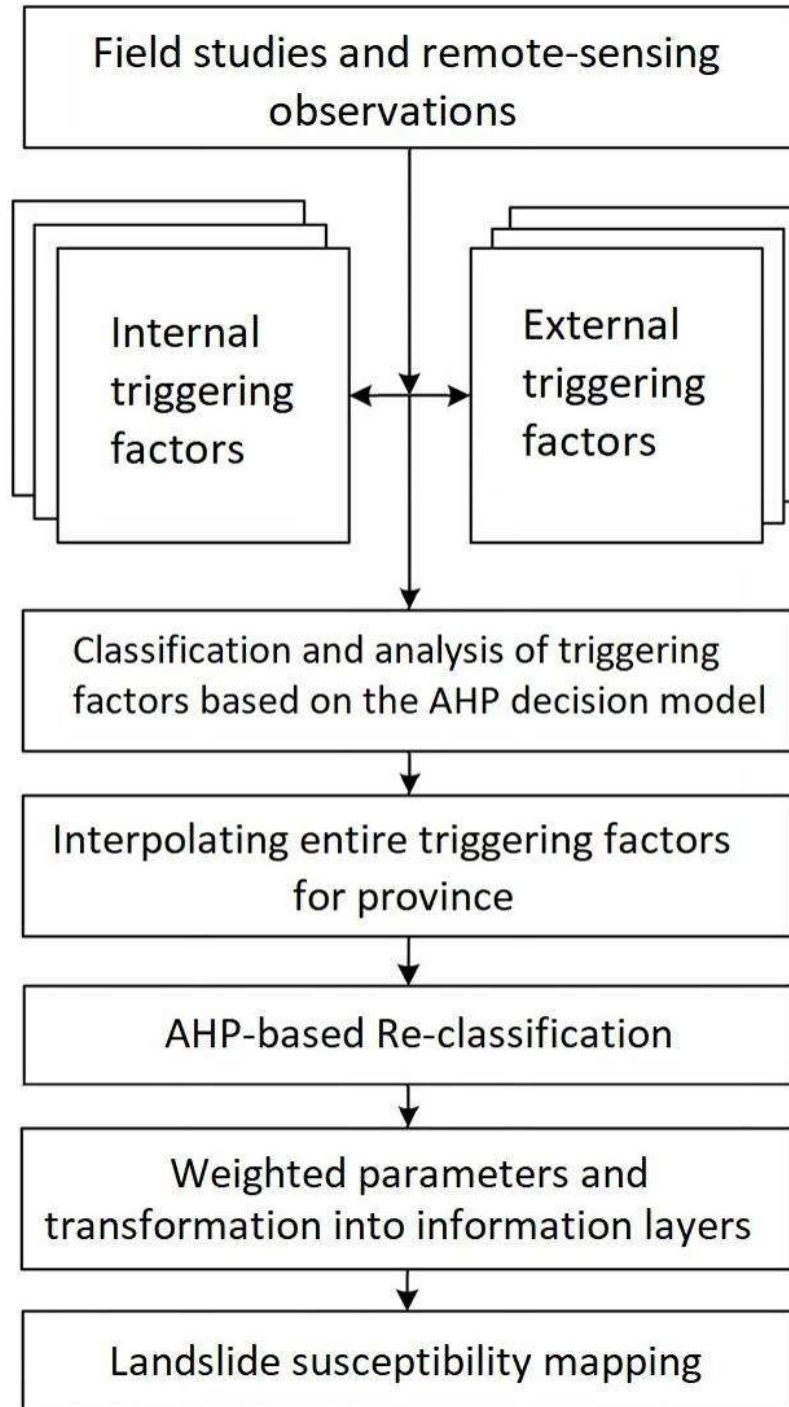 Field studies and remote-sensing
observations
Internal
triggering
factors
External
triggering
factors
Classification and analysis of triggering
factors based on the AHP decision model
Interpolating entire triggering factors
for province
AHP-based Re-classification
Weighted parameters and
transformation into information layers
Landslide susceptibility mapping